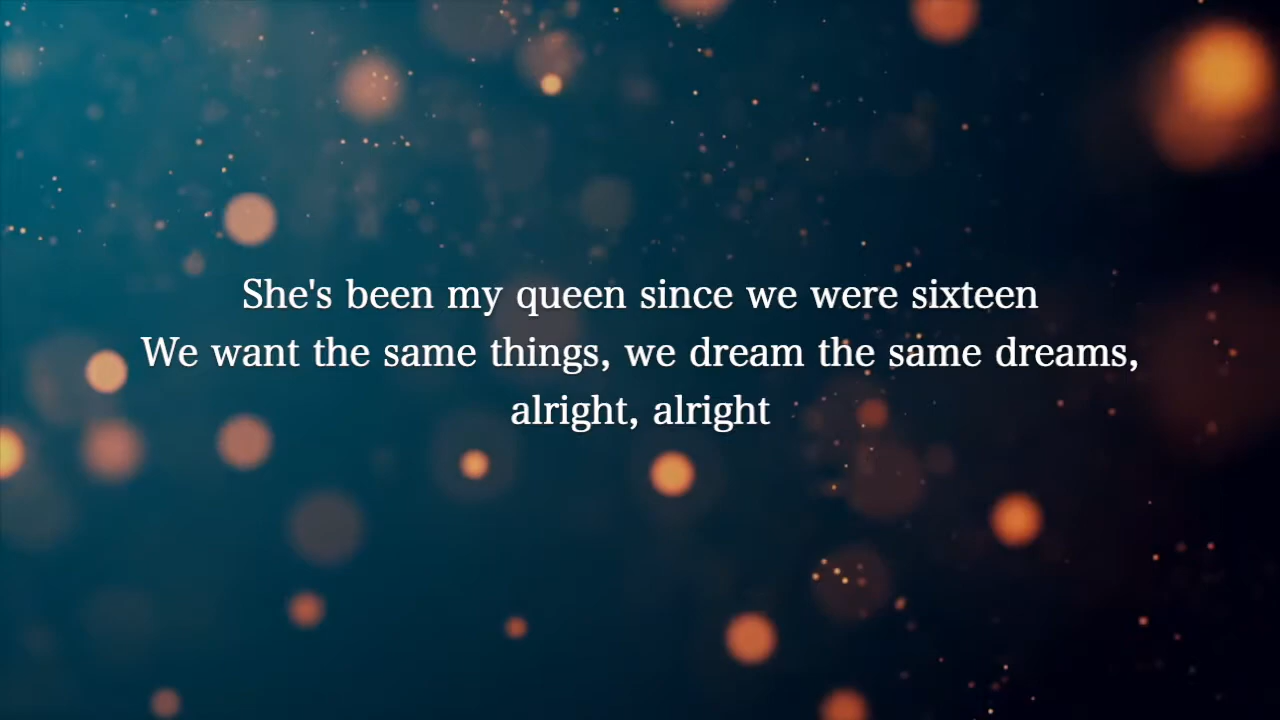 She's been my queen since we were sixteen
We want the same things, we dream the same dreams,
alright, alright